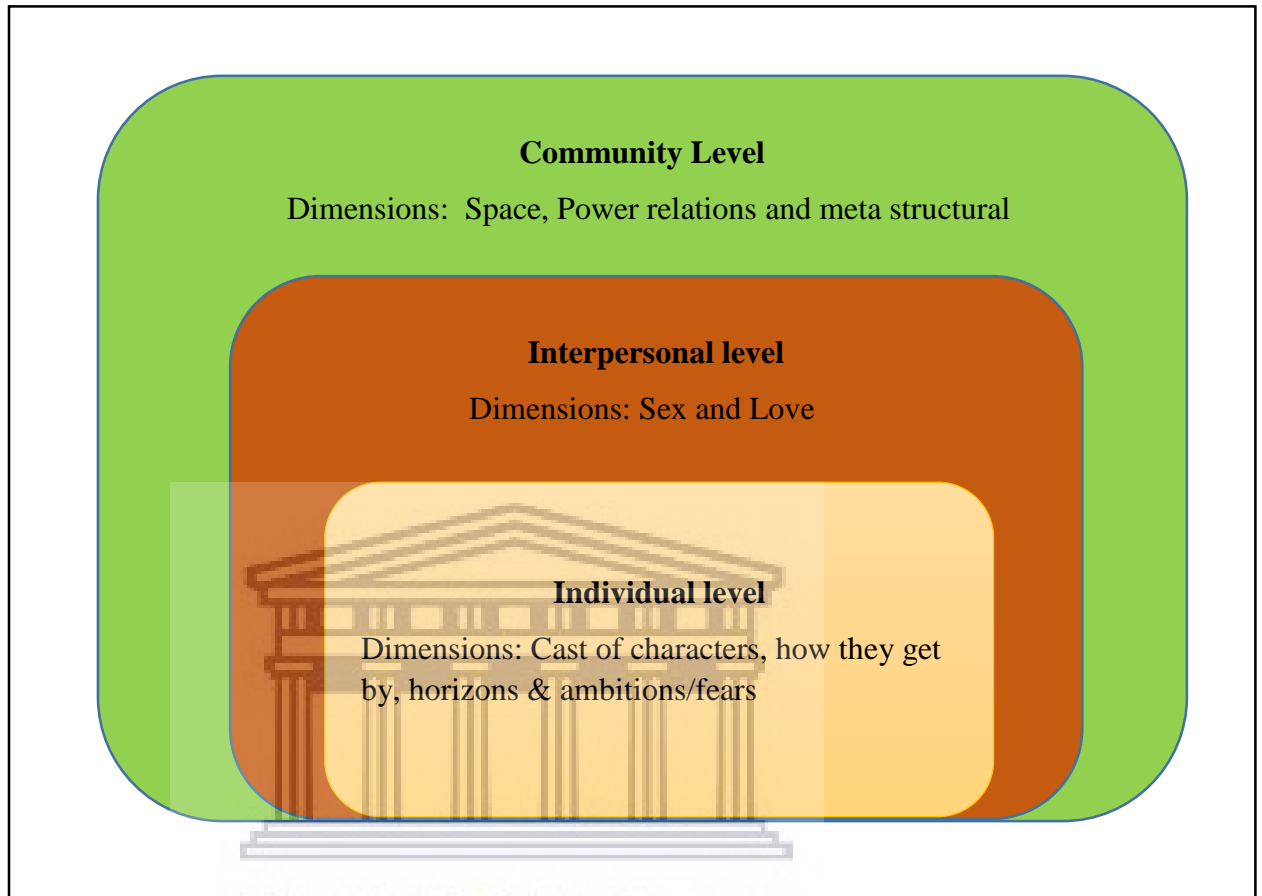 Community Level
Dimensions:  Space, Power relations and meta structural
Interpersonal level
Dimensions: Sex and Love
Individual level
Dimensions: Cast of characters, how they get
by, horizons & ambitions/fears